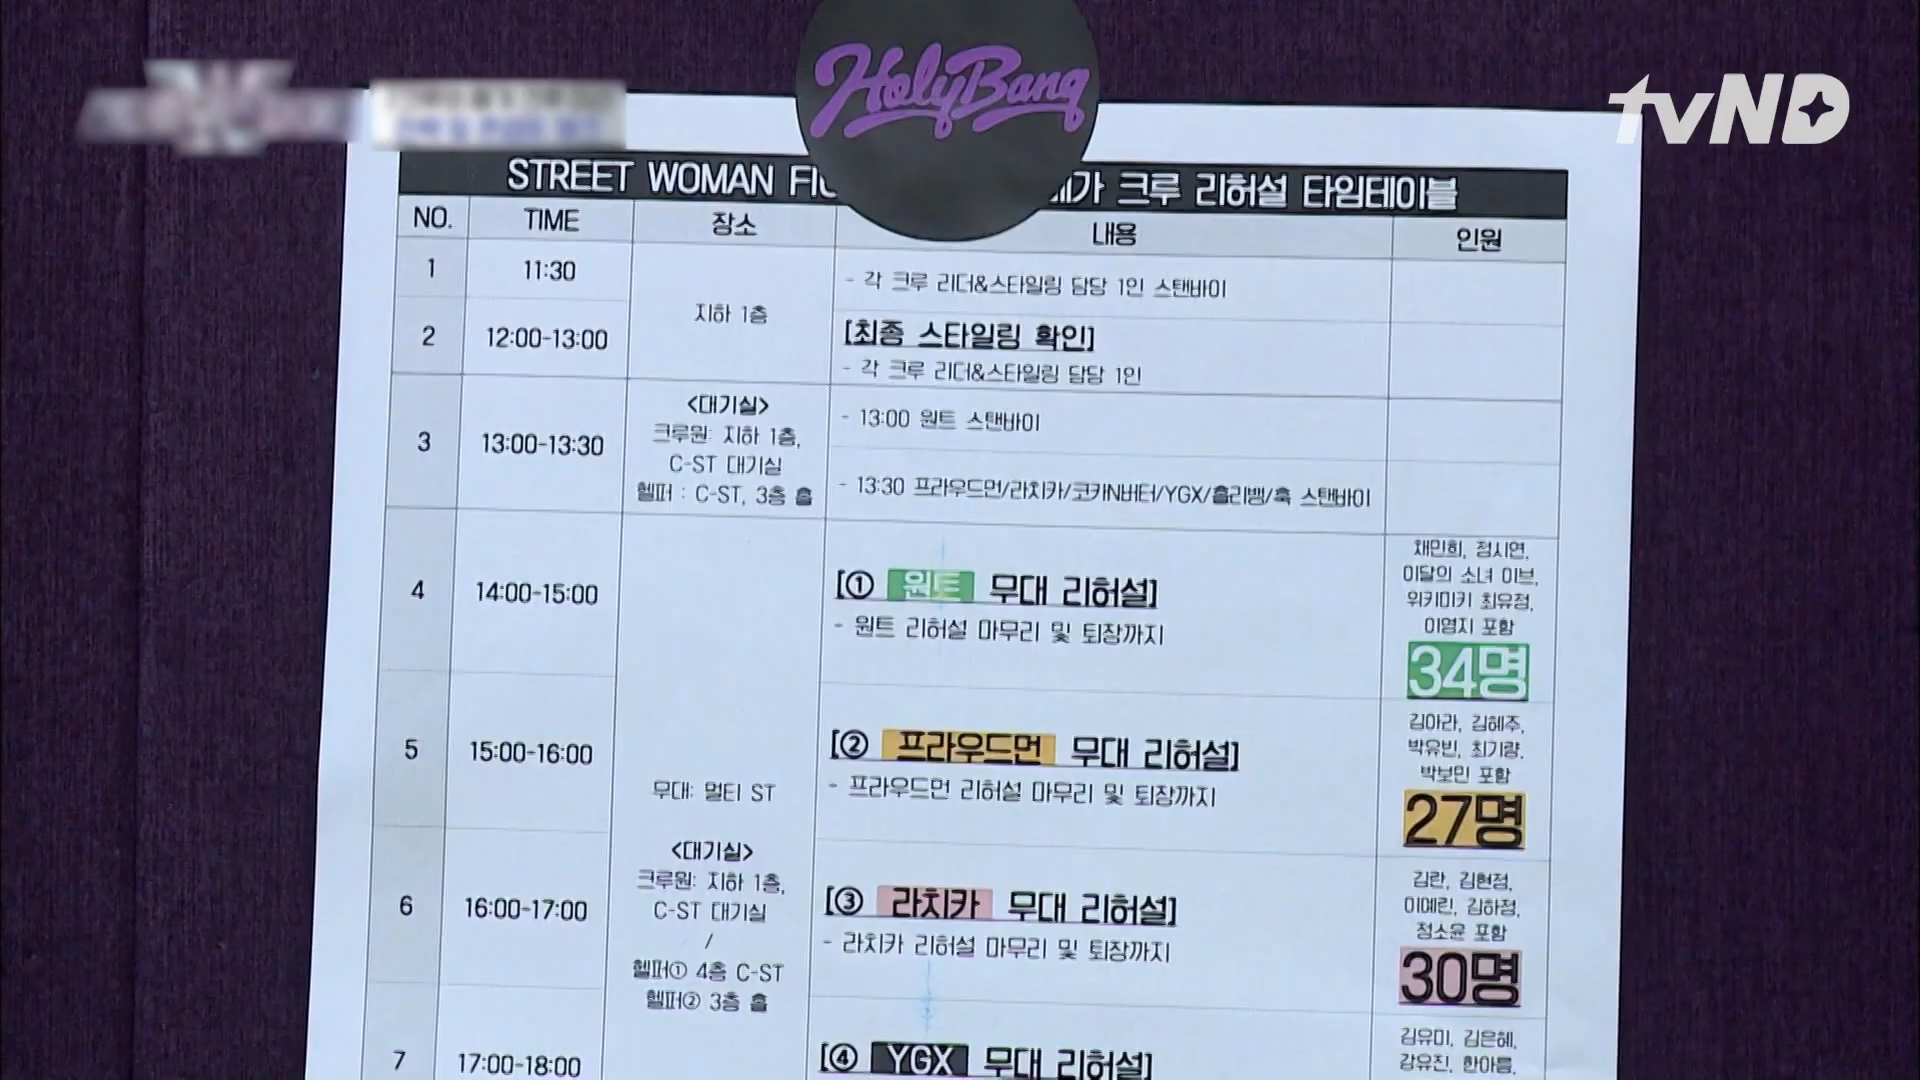 HolyBang
tvND
STREET WOMAN FI 메가 크루 리허설 타임테이블
NO. TIME 장소 내용 인원
1 11:30 - 각 크루 리더&스타일링 담당 1인 스탠바이
지하 1층
2 12:00-13:00 [최종 스타일링 확인]
- 각 크루 리더&스타일링 담당 1인
3 13:00-13:30
<대기실>
크루원: 지하 1층,
C-ST 대기실
헬퍼 : C-ST, 3층 홀
- 13:00 원트 스탠바이
- 13:30 프라우드먼/라치카/코카N버터/YGX/홀리뱅/훅 스탠바이
4 14:00-15:00
[① 원트 무대 리허설]
- 원트 리허설 마무리 및 퇴장까지
채민희, 정시연,
이달의 소녀 이브,
위키미키 최유정,
이영지 포함
34명
5 15:00-16:00
[② 프라우드먼 무대 리허설]
- 프라우드먼 리허설 마무리 및 퇴장까지
김아라, 김혜주,
박유빈, 최기량,
박보민 포함
27명
무대: 멀티 ST
<대기실>
크루원: 지하 1층,
C-ST 대기실
/
헬퍼① 4층 C-ST
헬퍼② 3층 홀
6 16:00-17:00
[③ 라치카 무대 리허설]
- 라치카 리허설 마무리 및 퇴장까지
김란, 김현정,
이예린, 김하정,
정소윤 포함
30명
7 17:00-18:00
[④ YGX 무대 리허설]
김유미, 김은혜,
강유진, 한아름,